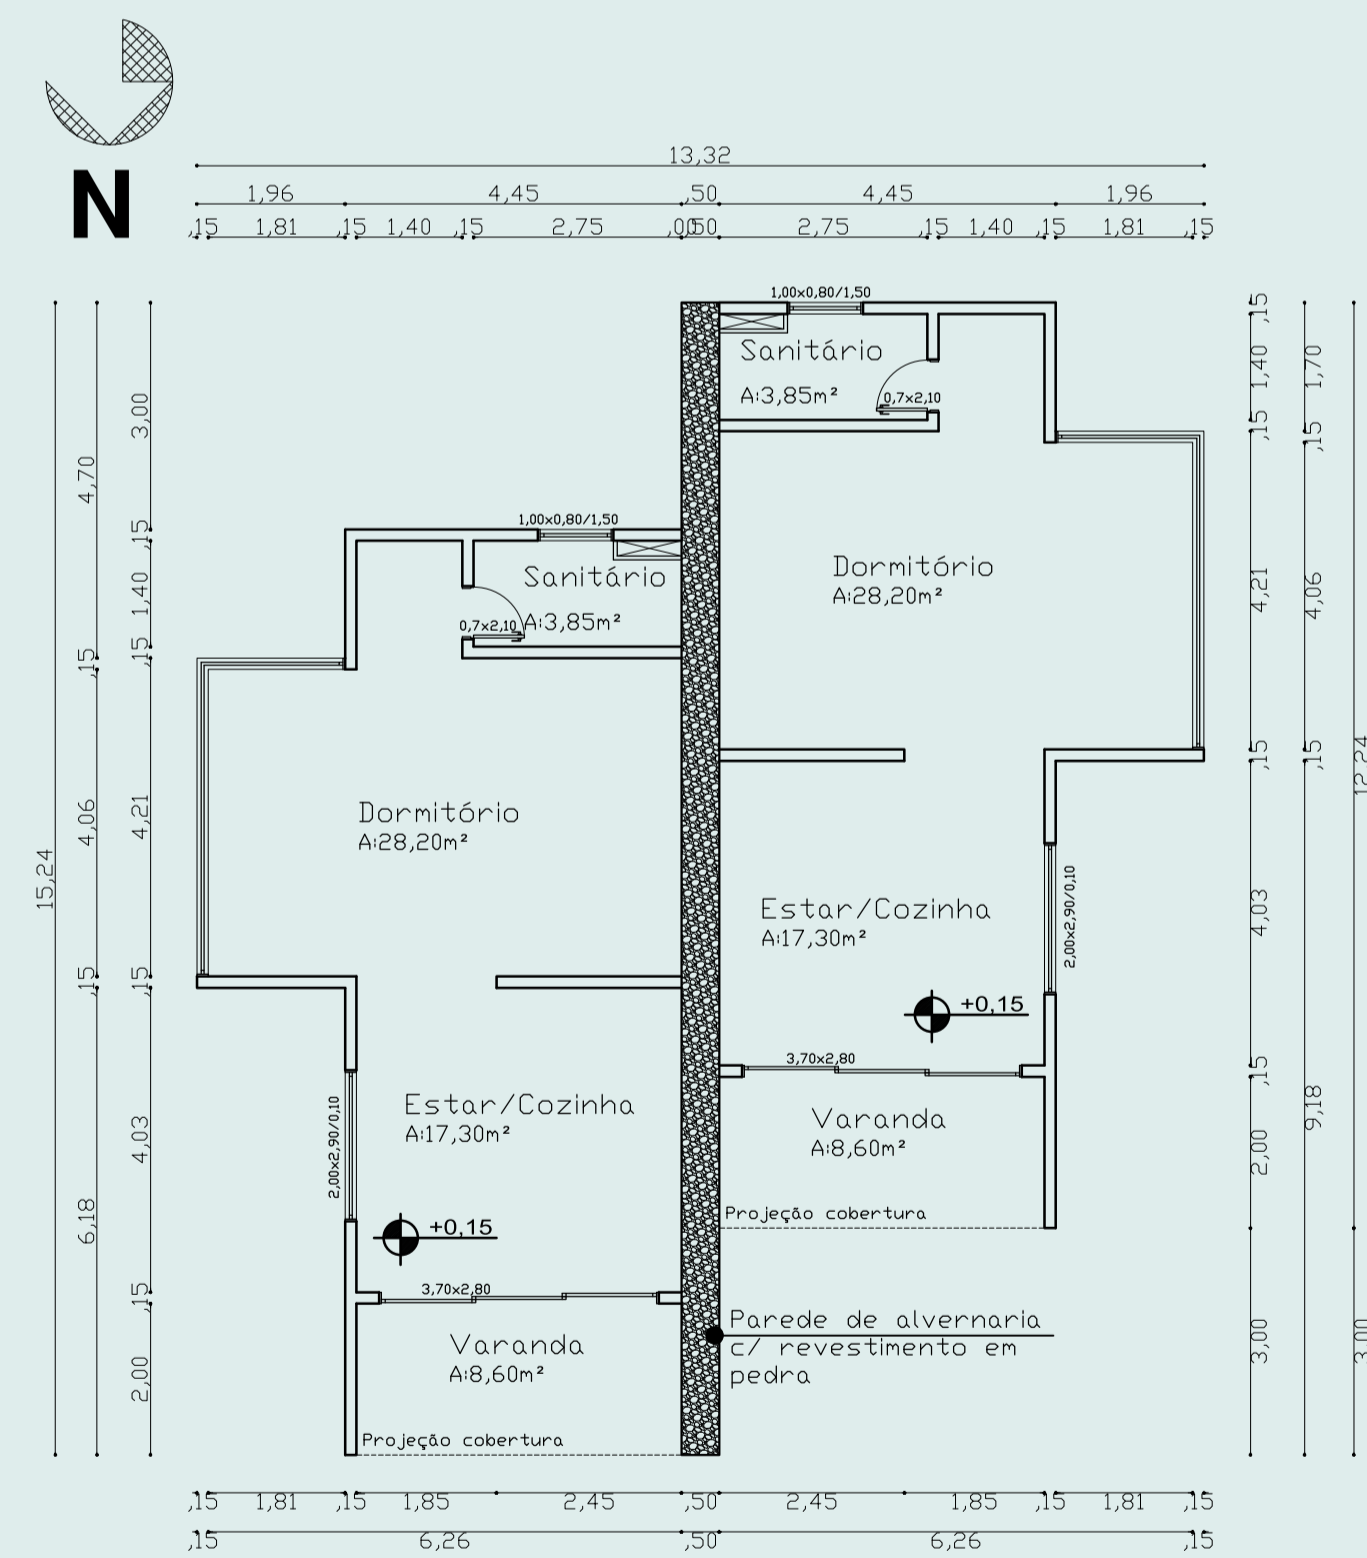 N
13,32
1,96 4,45 ,50 4,45 1,96
,15 1,81 ,15 1,40 ,15 2,75 ,50 2,75 ,15 1,40 ,15 1,81 ,15
1,00x0,80/1,50
Sanitário
A:3,85m²
0,7x2,10
1,00x0,80/1,50
Sanitário
A:3,85m²
0,7x2,10
Dormitório
A:28,20m²
Dormitório
A:28,20m²
Estar/Cozinha
A:17,30m²
2,00x2,90/0,10
+0,15
3,70x2,80
Varanda
A:8,60m²
Projeção cobertura
Estar/Cozinha
A:17,30m²
2,00x2,90/0,10
+0,15
3,70x2,80
Varanda
A:8,60m²
Projeção cobertura
Parede de alvernaria
c/ revestimento em
pedra
15,24
4,70
,15
4,06
,15
6,18
3,00
,15
1,40
,15
4,21
,15
4,03
,15
2,00
,15
1,40
,15
4,21
,15
4,03
,15
2,00
3,00
1,70
,15
4,06
,15
9,18
12,24
3,00
,15 1,81 ,15 1,85 2,45 ,50 2,45 1,85 ,15 1,81 ,15
,15 6,26 ,50 6,26 ,15